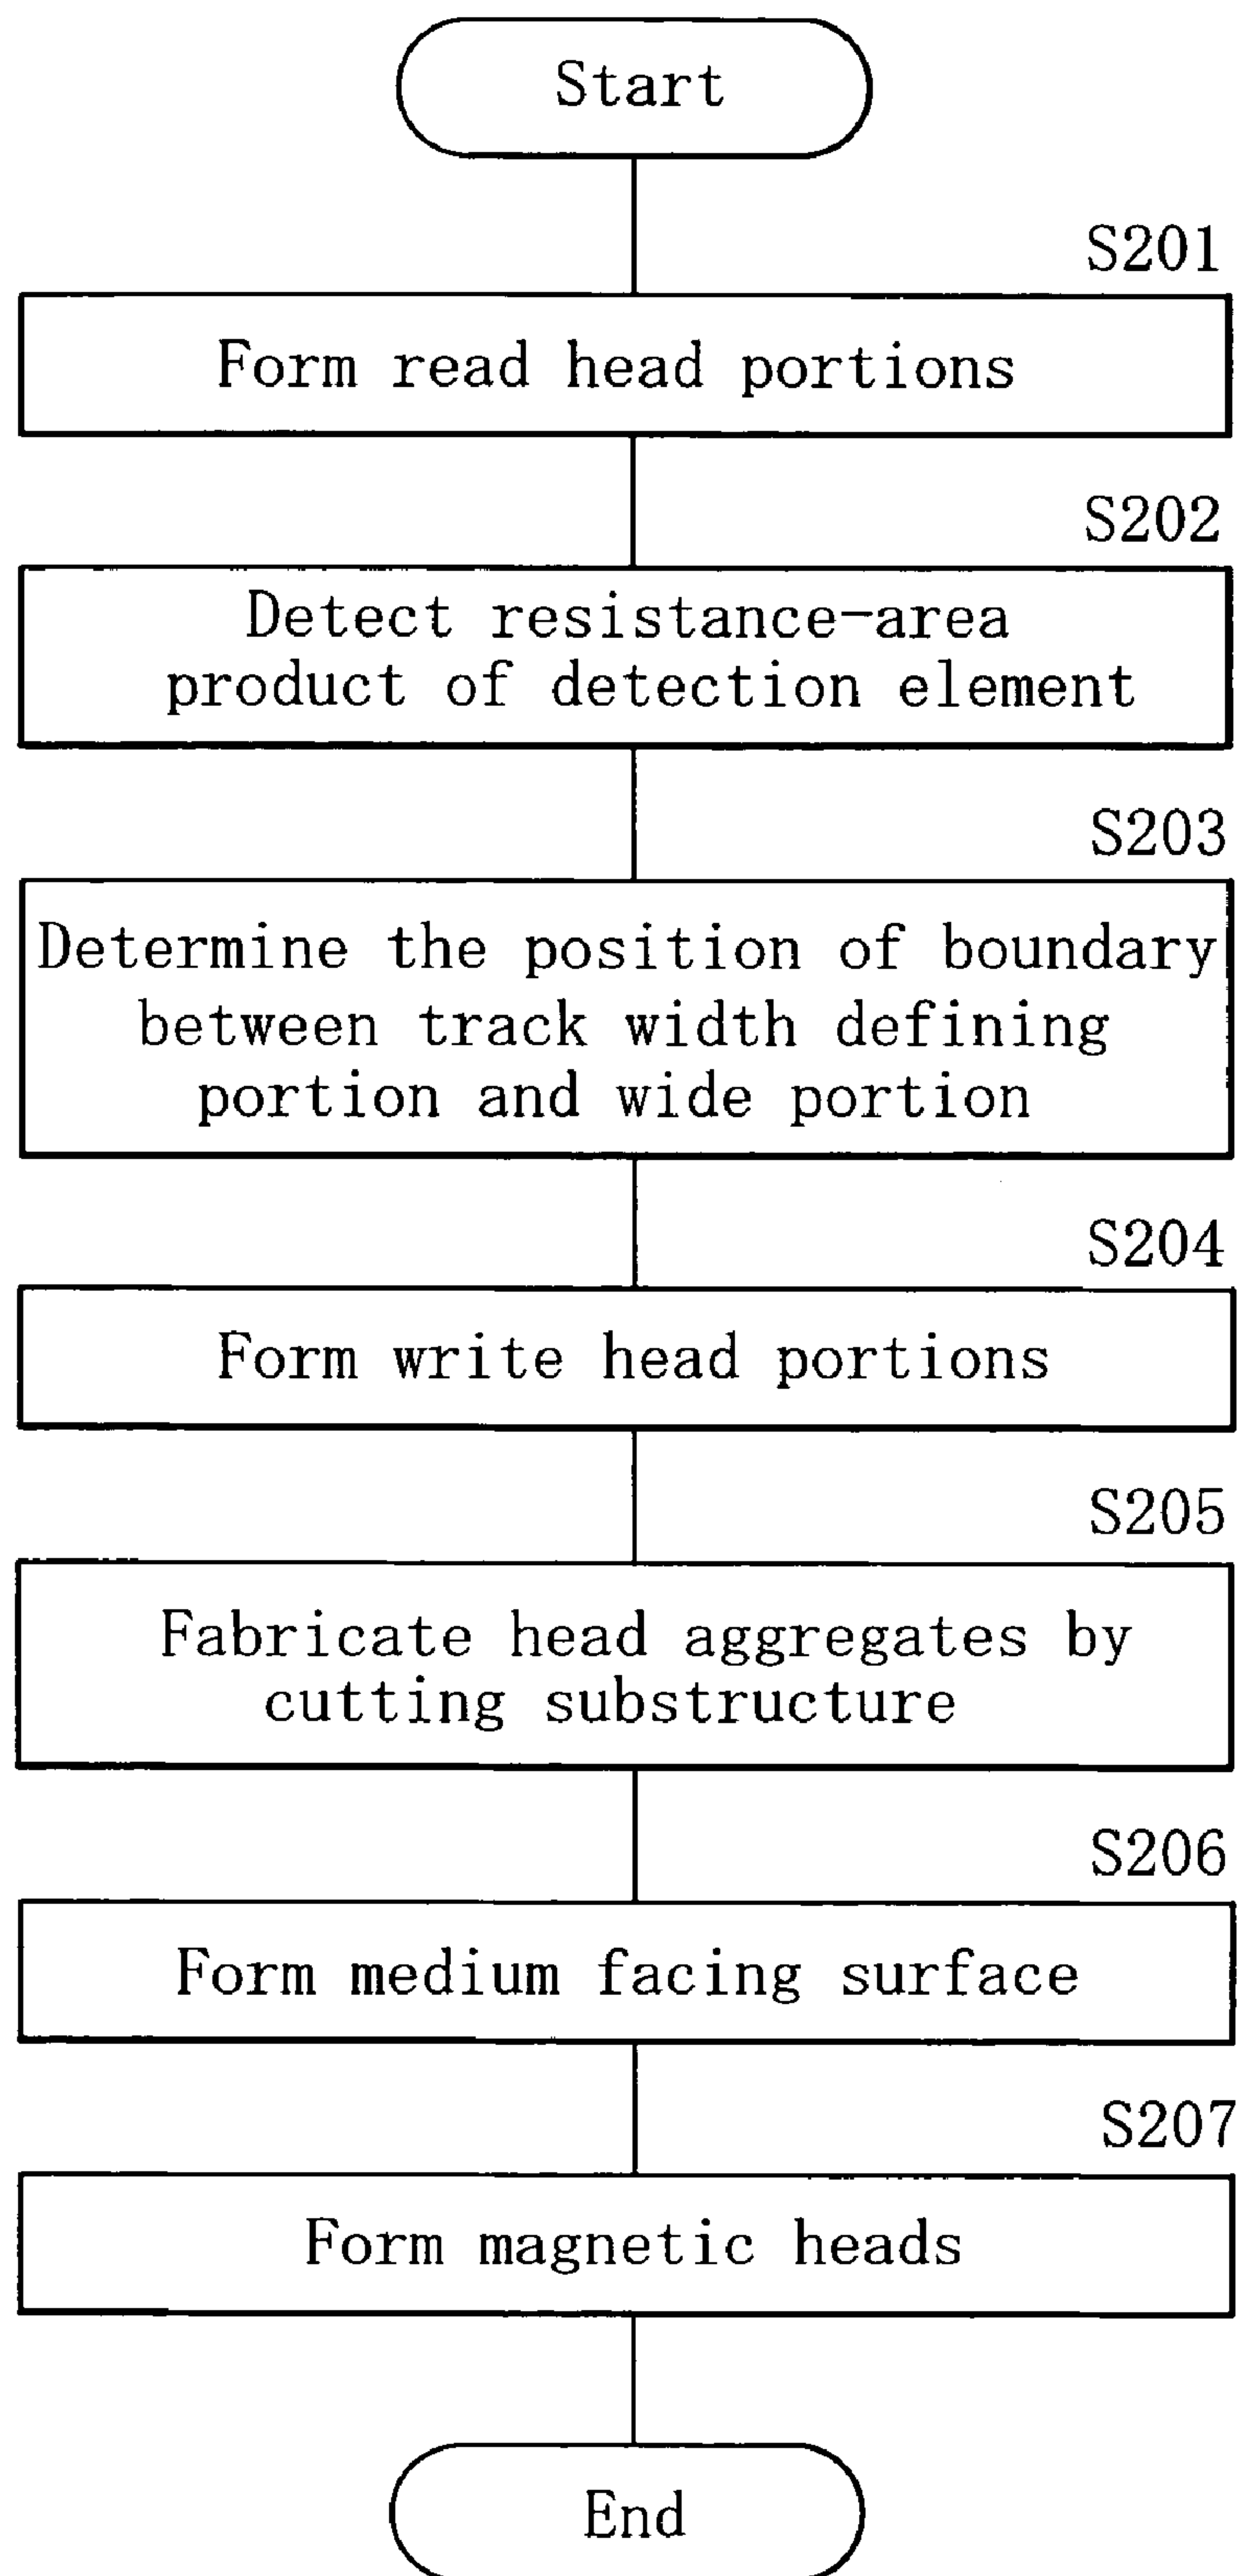 Start
S201
Form read head portions
S202
Detect resistance-area
product of detection element
S203
Determine the position of boundary
between track width defining
portion and wide portion
S204
Form write head portions
S205
Fabricate head aggregates by
cutting substructure
S206
Form medium facing surface
S207
Form magnetic heads
End